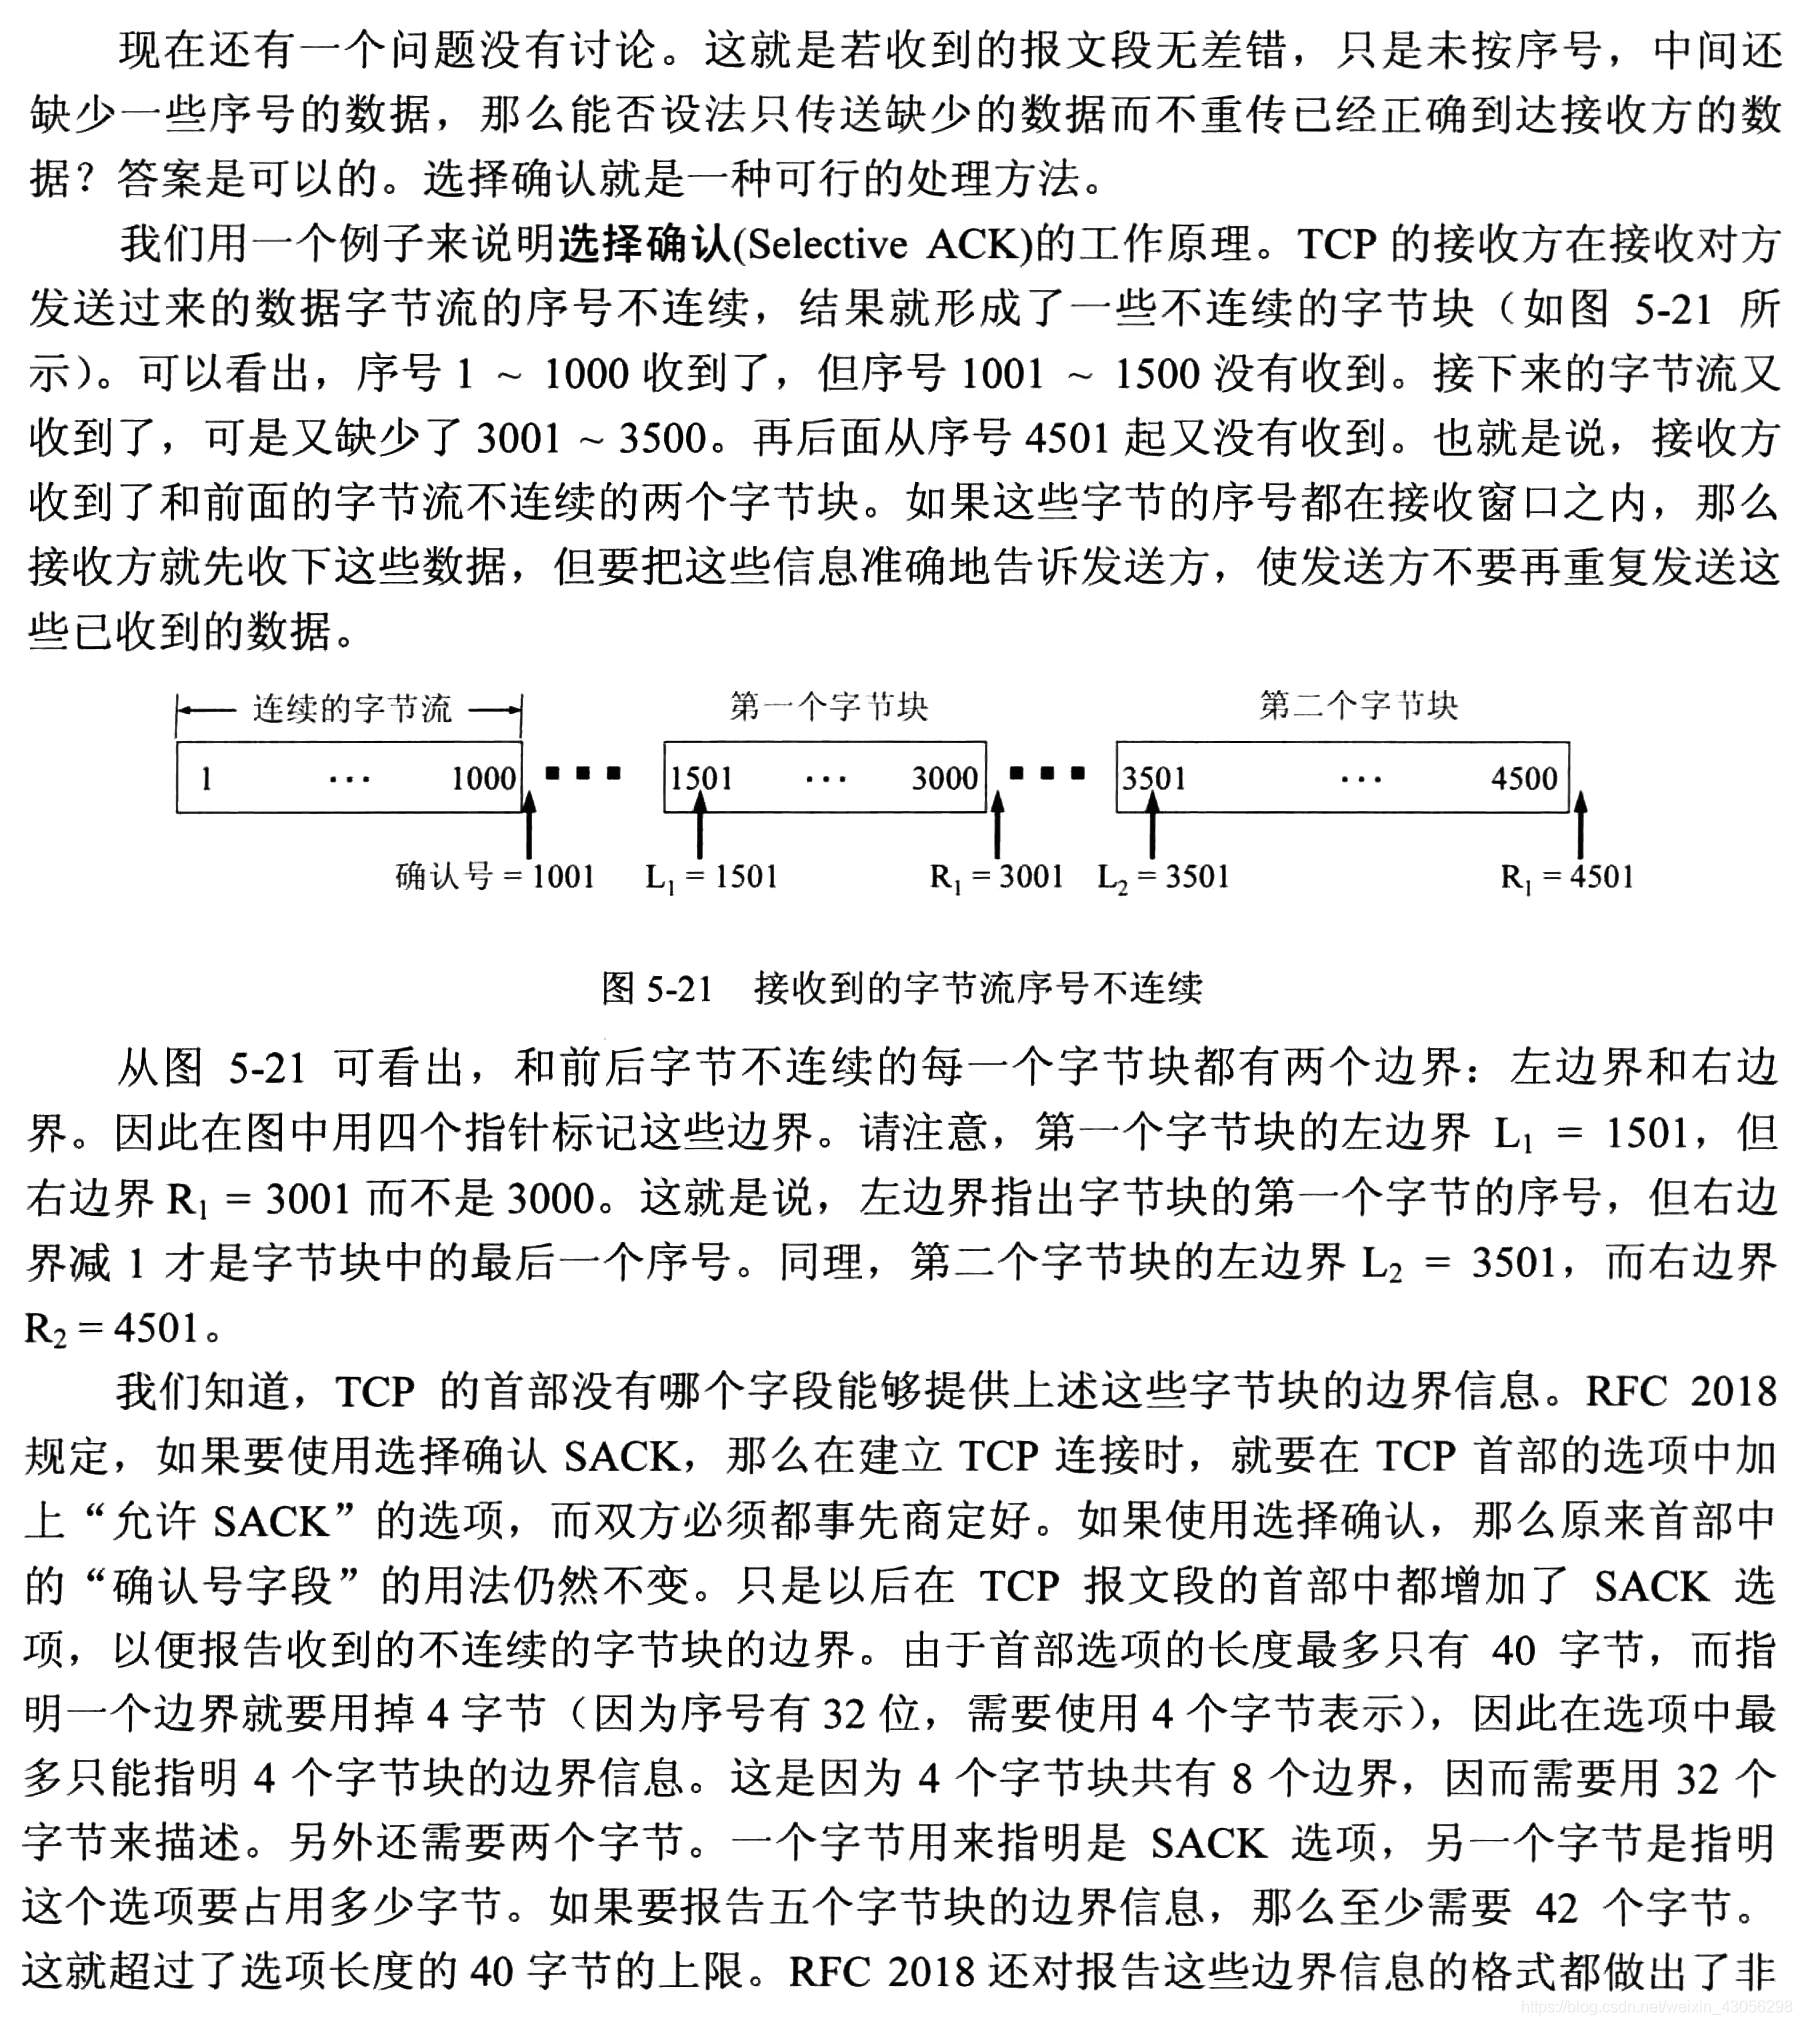 现在还有一个问题没有讨论。这就是若收到的报文段无差错，只是未按序号，中间还
缺少一些序号的数据，那么能否设法只传送缺少的数据而不重传已经正确到达接收方的数
据？答案是可以的。选择确认就是一种可行的处理方法。
我们用一个例子来说明选择确认(Selective ACK)的工作原理。TCP 的接收方在接收对方
发送过来的数据字节流的序号不连续，结果就形成了一些不连续的字节块（如图 5-21 所
示）。可以看出，序号 1 ~ 1000 收到了，但序号 1001 ~ 1500 没有收到。接下来的字节流又
收到了，可是又缺少了 3001 ~ 3500。再后面从序号 4501 起又没有收到。也就是说，接收方
收到了和前面的字节流不连续的两个字节块。如果这些字节的序号都在接收窗口之内，那么
接收方就先收下这些数据，但要把这些信息准确地告诉发送方，使发送方不要再重复发送这
些已收到的数据。
连续的字节流 第一个字节块 第二个字节块
1 … 1000 ■ ■ ■ 1501 … 3000 ■ ■ ■ 3501 … 4500
确认号 = 1001 L₁ = 1501 R₁ = 3001 L₂ = 3501 R₁ = 4501
图 5-21 接收到的字节流序号不连续
从图 5-21 可看出，和前后字节不连续的每一个字节块都有两个边界：左边界和右边
界。因此在图中用四个指针标记这些边界。请注意，第一个字节块的左边界 L₁ = 1501，但
右边界 R₁ = 3001 而不是 3000。这就是说，左边界指出字节块的第一个字节的序号，但右边
界减 1 才是字节块中的最后一个序号。同理，第二个字节块的左边界 L₂ = 3501，而右边界
R₂ = 4501。
我们知道，TCP 的首部没有哪个字段能够提供上述这些字节块的边界信息。RFC 2018
规定，如果要使用选择确认 SACK，那么在建立 TCP 连接时，就要在 TCP 首部的选项中加
上“允许 SACK”的选项，而双方必须都事先商定好。如果使用选择确认，那么原来首部中
的“确认号字段”的用法仍然不变。只是以后在 TCP 报文段的首部中都增加了 SACK 选
项，以便报告收到的不连续的字节块的边界。由于首部选项的长度最多只有 40 字节，而指
明一个边界就要用掉 4 字节（因为序号有 32 位，需要使用 4 个字节表示），因此在选项中最
多只能指明 4 个字节块的边界信息。这是因为 4 个字节块共有 8 个边界，因而需要用 32 个
字节来描述。另外还需要两个字节。一个字节用来指明是 SACK 选项，另一个字节是指明
这个选项要占用多少字节。如果要报告五个字节块的边界信息，那么至少需要 42 个字节。
这就超过了选项长度的 40 字节的上限。RFC 2018 还对报告这些边界信息的格式都做出了非
https://blog.csdn.net/weixin_43056298